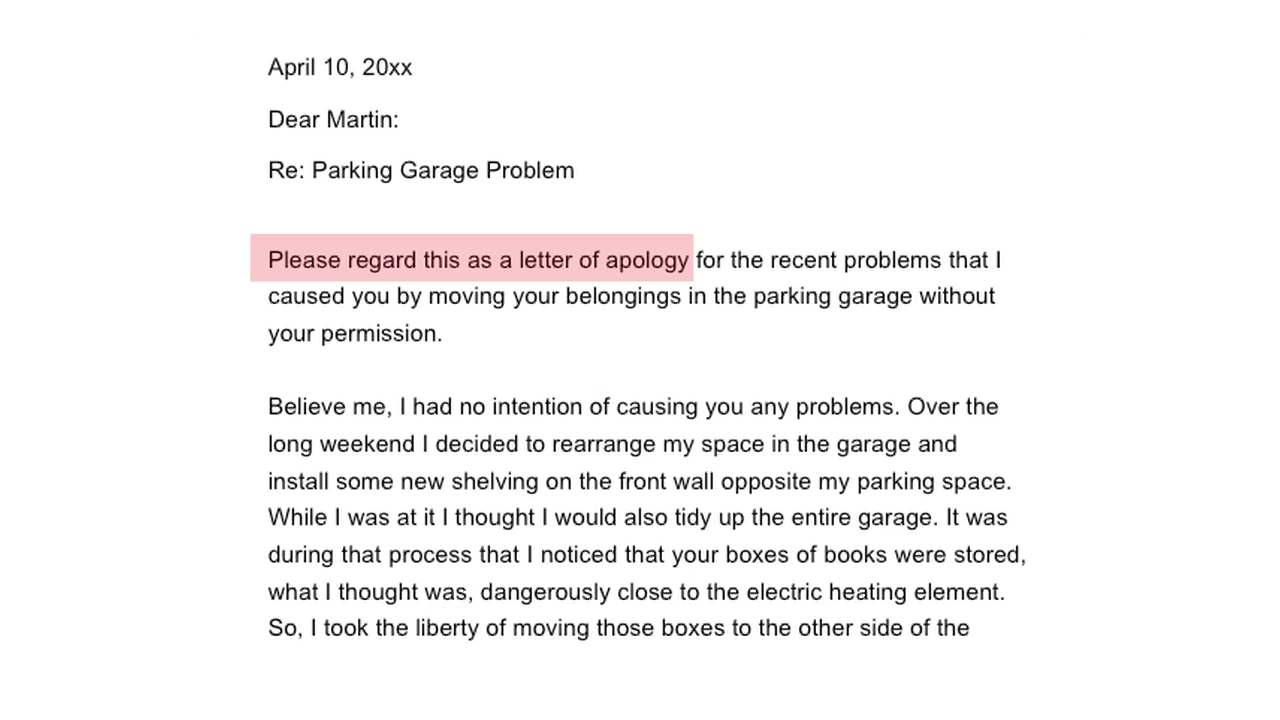 April 10, 20xx
Dear Martin:
Re: Parking Garage Problem
Please regard this as a letter of apology for the recent problems that I
caused you by moving your belongings in the parking garage without
your permission.
Believe me, I had no intention of causing you any problems. Over the
long weekend I decided to rearrange my space in the garage and
install some new shelving on the front wall opposite my parking space.
While I was at it I thought I would also tidy up the entire garage. It was
during that process that I noticed that your boxes of books were stored,
what I thought was, dangerously close to the electric heating element.
So, I took the liberty of moving those boxes to the other side of the